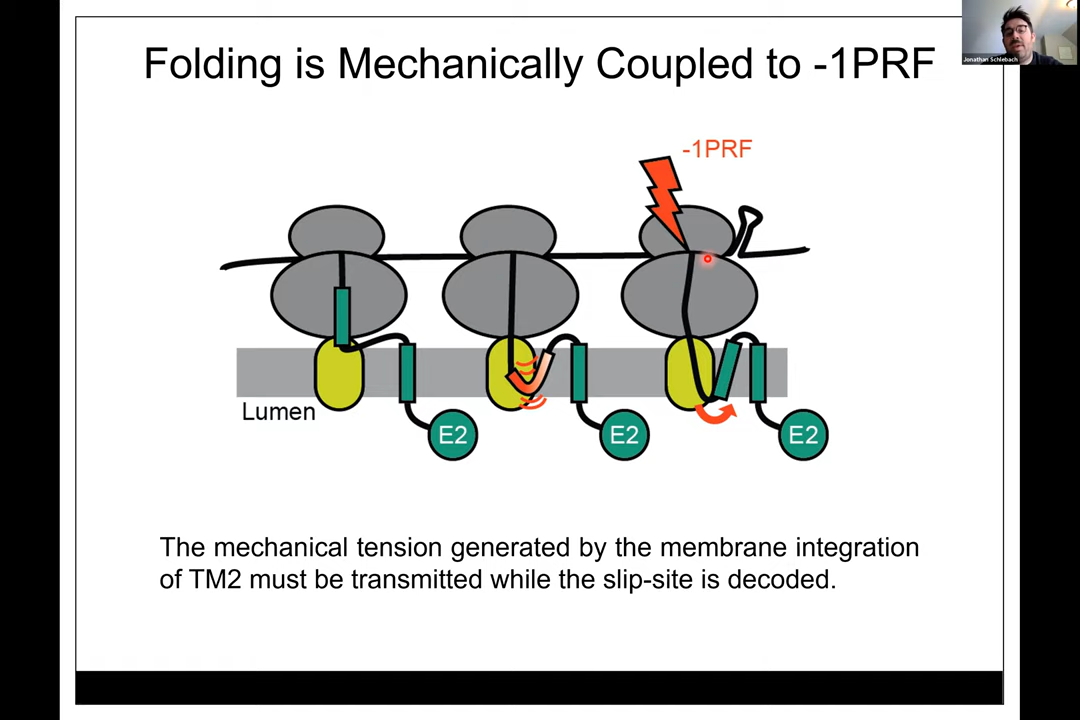 Folding is Mechanically Coupled to -1PRF
Jonathan Schlebach
-1PRF
Lumen
E2
E2
E2
The mechanical tension generated by the membrane integration
of TM2 must be transmitted while the slip-site is decoded.